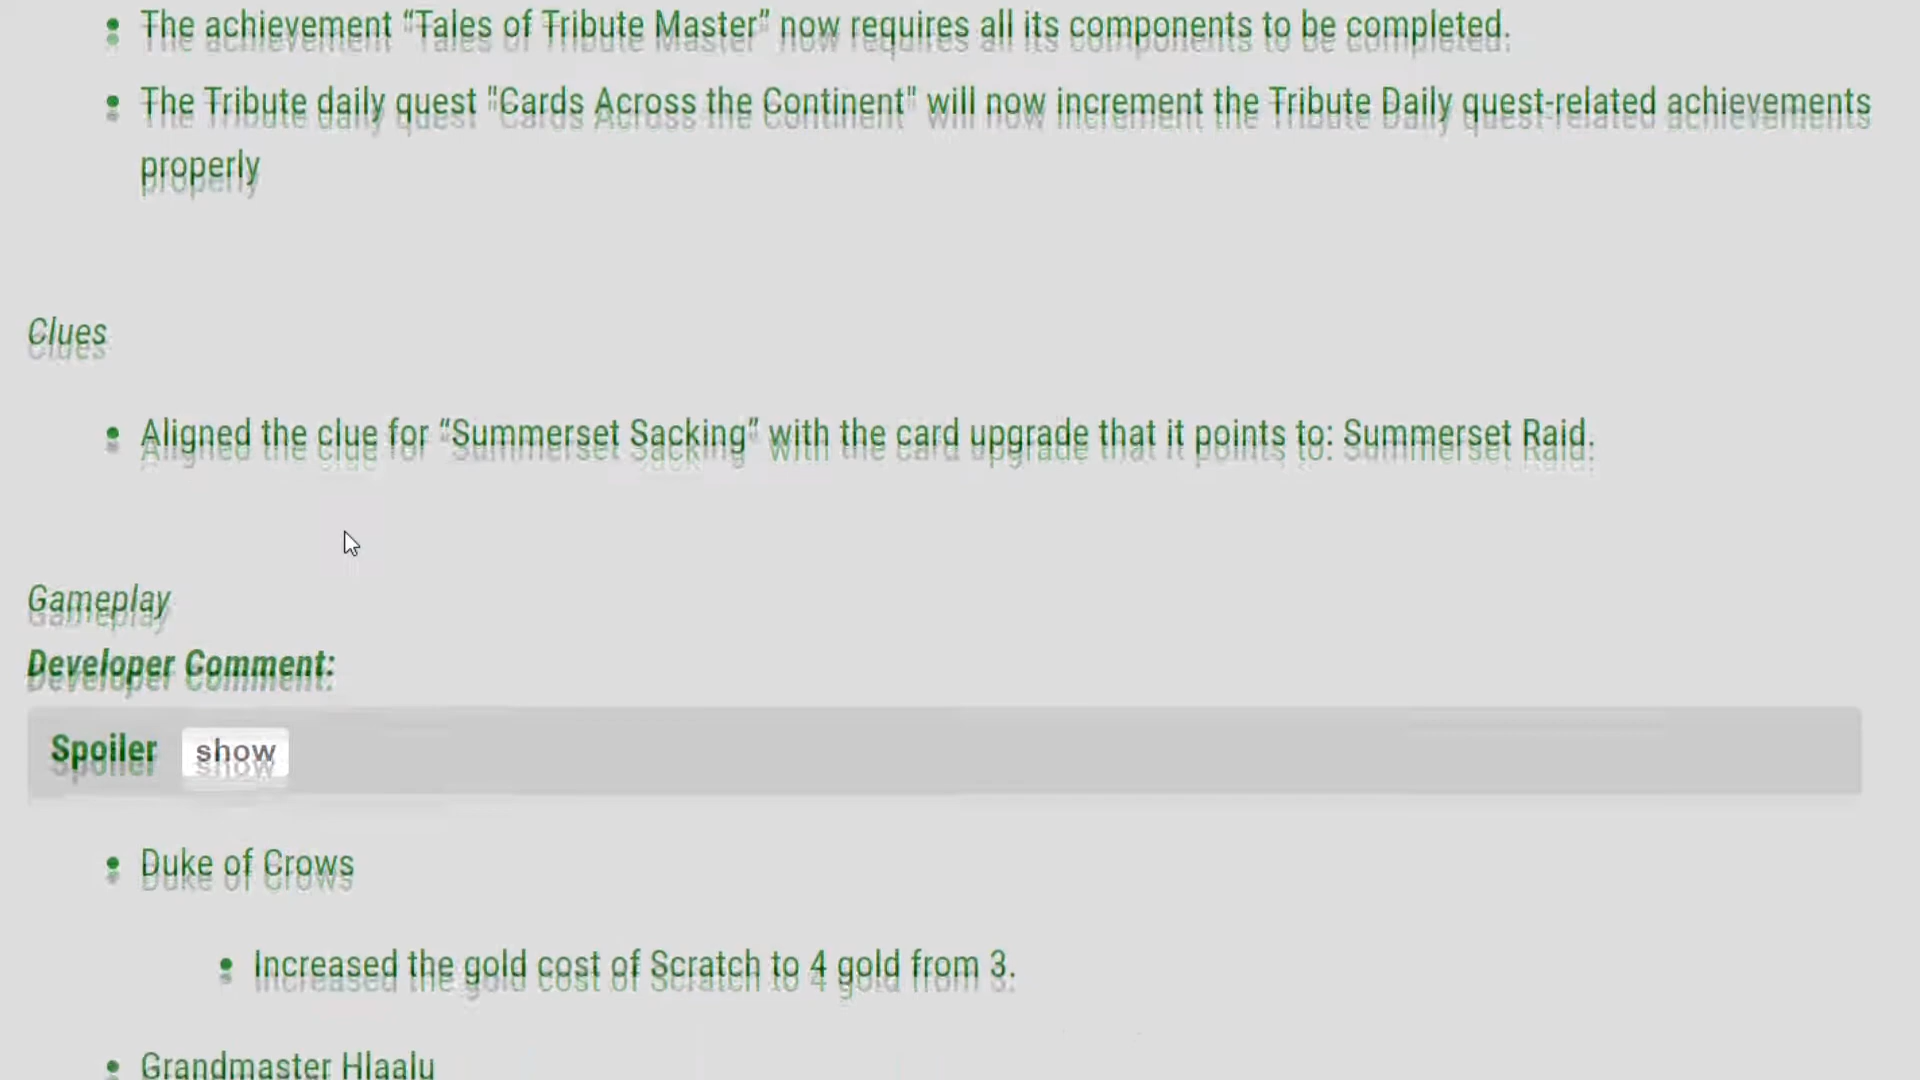 The achievement “Tales of Tribute Master” now requires all its components to be completed.
The Tribute daily quest "Cards Across the Continent" will now increment the Tribute Daily quest-related achievements
properly
Clues
Aligned the clue for “Summerset Sacking” with the card upgrade that it points to: Summerset Raid.
Gameplay
Developer Comment:
Spoiler show
Duke of Crows
Increased the gold cost of Scratch to 4 gold from 3.
Grandmaster Hlaalu